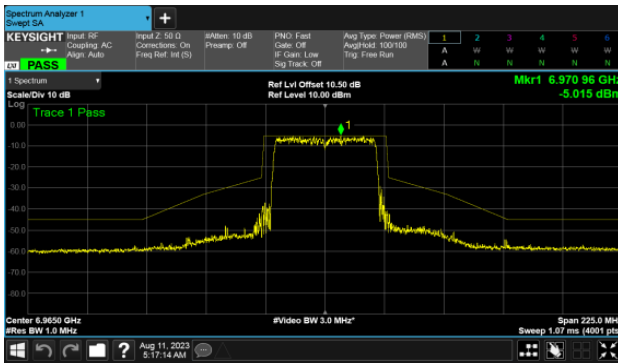 Spectrum Analyzer 1
Swept SA
KEYSIGHT
LXI PASS
Input: RF
Coupling: AC
Align: Auto
Input Z: 50 Ω
Corrections: On
Freq Ref: Int (S)
#Atten: 10 dB
Preamp: Off
PNO: Fast
Gate: Off
IF Gain: Low
Sig Track: Off
Avg Type: Power (RMS)
Avg|Hold: 100/100
Trig: Free Run
1 2 3 4 5 6
A W W W W W
A N N N N N
1 Spectrum
Scale/Div 10 dB
Ref Lvl Offset 10.50 dB
Ref Level 10.00 dBm
Mkr1 6.970 96 GHz
-5.015 dBm
Log
Trace 1 Pass
1
0.00
-10.0
-20.0
-30.0
-40.0
-50.0
-60.0
-70.0
-80.0
Center 6.9650 GHz
#Res BW 1.0 MHz
#Video BW 3.0 MHz*
Span 225.0 MHz
Sweep 1.07 ms (4001 pts)
?
Aug 11, 2023
5:17:14 AM